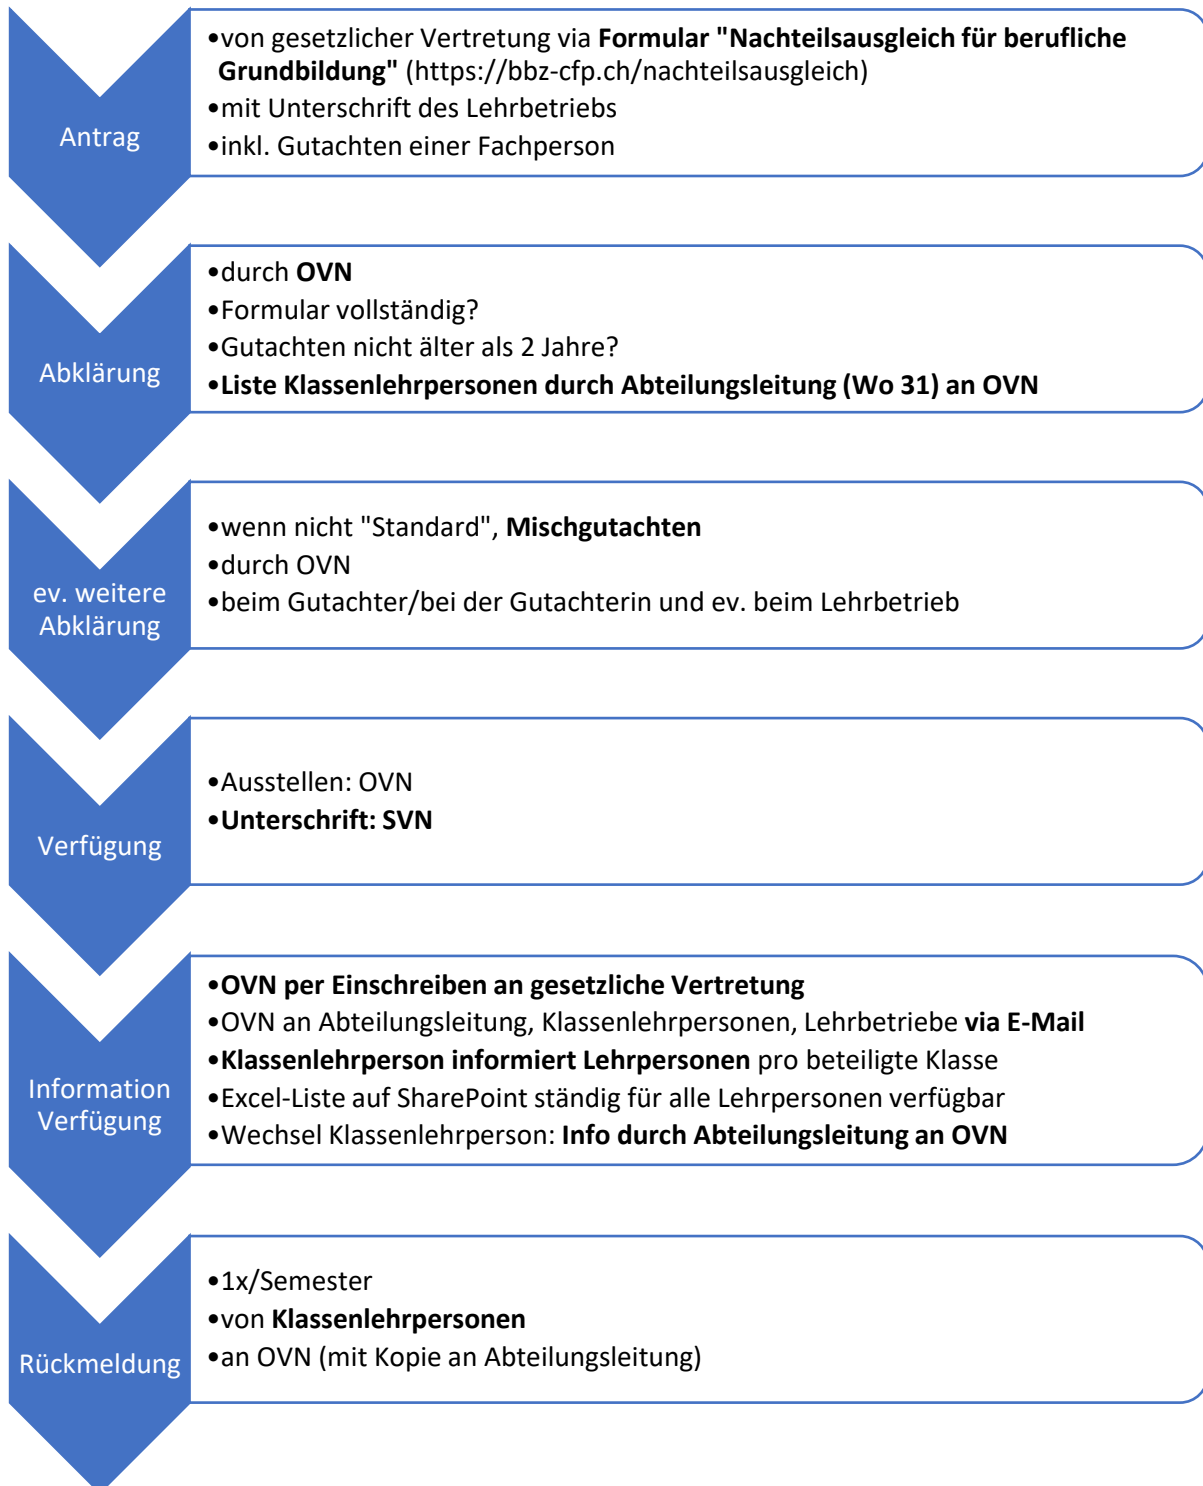 Antrag
•von gesetzlicher Vertretung via Formular "Nachteilsausgleich für berufliche
Grundbildung" (https://bbz-cfp.ch/nachteilsausgleich)
•mit Unterschrift des Lehrbetriebs
•inkl. Gutachten einer Fachperson
Abklärung
•durch OVN
•Formular vollständig?
•Gutachten nicht älter als 2 Jahre?
•Liste Klassenlehrpersonen durch Abteilungsleitung (Wo 31) an OVN
ev. weitere
Abklärung
•wenn nicht "Standard", Mischgutachten
•durch OVN
•beim Gutachter/bei der Gutachterin und ev. beim Lehrbetrieb
Verfügung
•Ausstellen: OVN
•Unterschrift: SVN
Information
Verfügung
•OVN per Einschreiben an gesetzliche Vertretung
•OVN an Abteilungsleitung, Klassenlehrpersonen, Lehrbetriebe via E-Mail
•Klassenlehrperson informiert Lehrpersonen pro beteiligte Klasse
•Excel-Liste auf SharePoint ständig für alle Lehrpersonen verfügbar
•Wechsel Klassenlehrperson: Info durch Abteilungsleitung an OVN
Rückmeldung
•1x/Semester
•von Klassenlehrpersonen
•an OVN (mit Kopie an Abteilungsleitung)